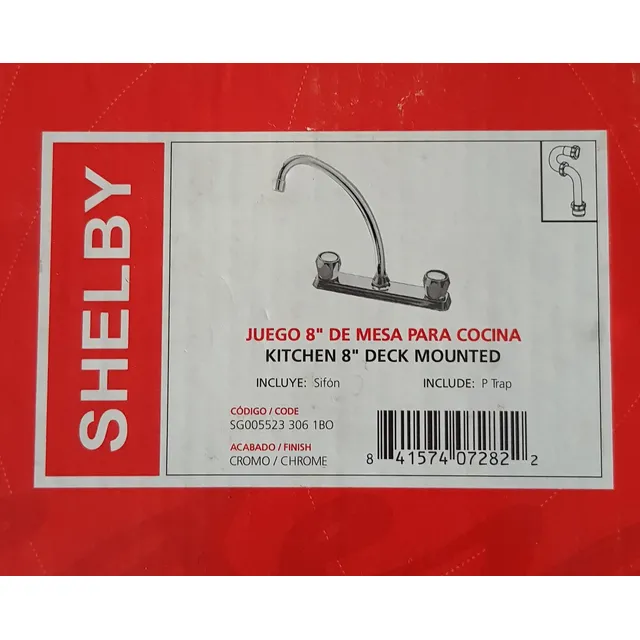 SHELBY
JUEGO 8" DE MESA PARA COCINA
KITCHEN 8" DECK MOUNTED
INCLUYE: Sifón INCLUDE: P Trap
CÓDIGO / CODE
SG005523 306 1BO
ACABADO / FINISH
CROMO / CHROME
8 41574 07282 2